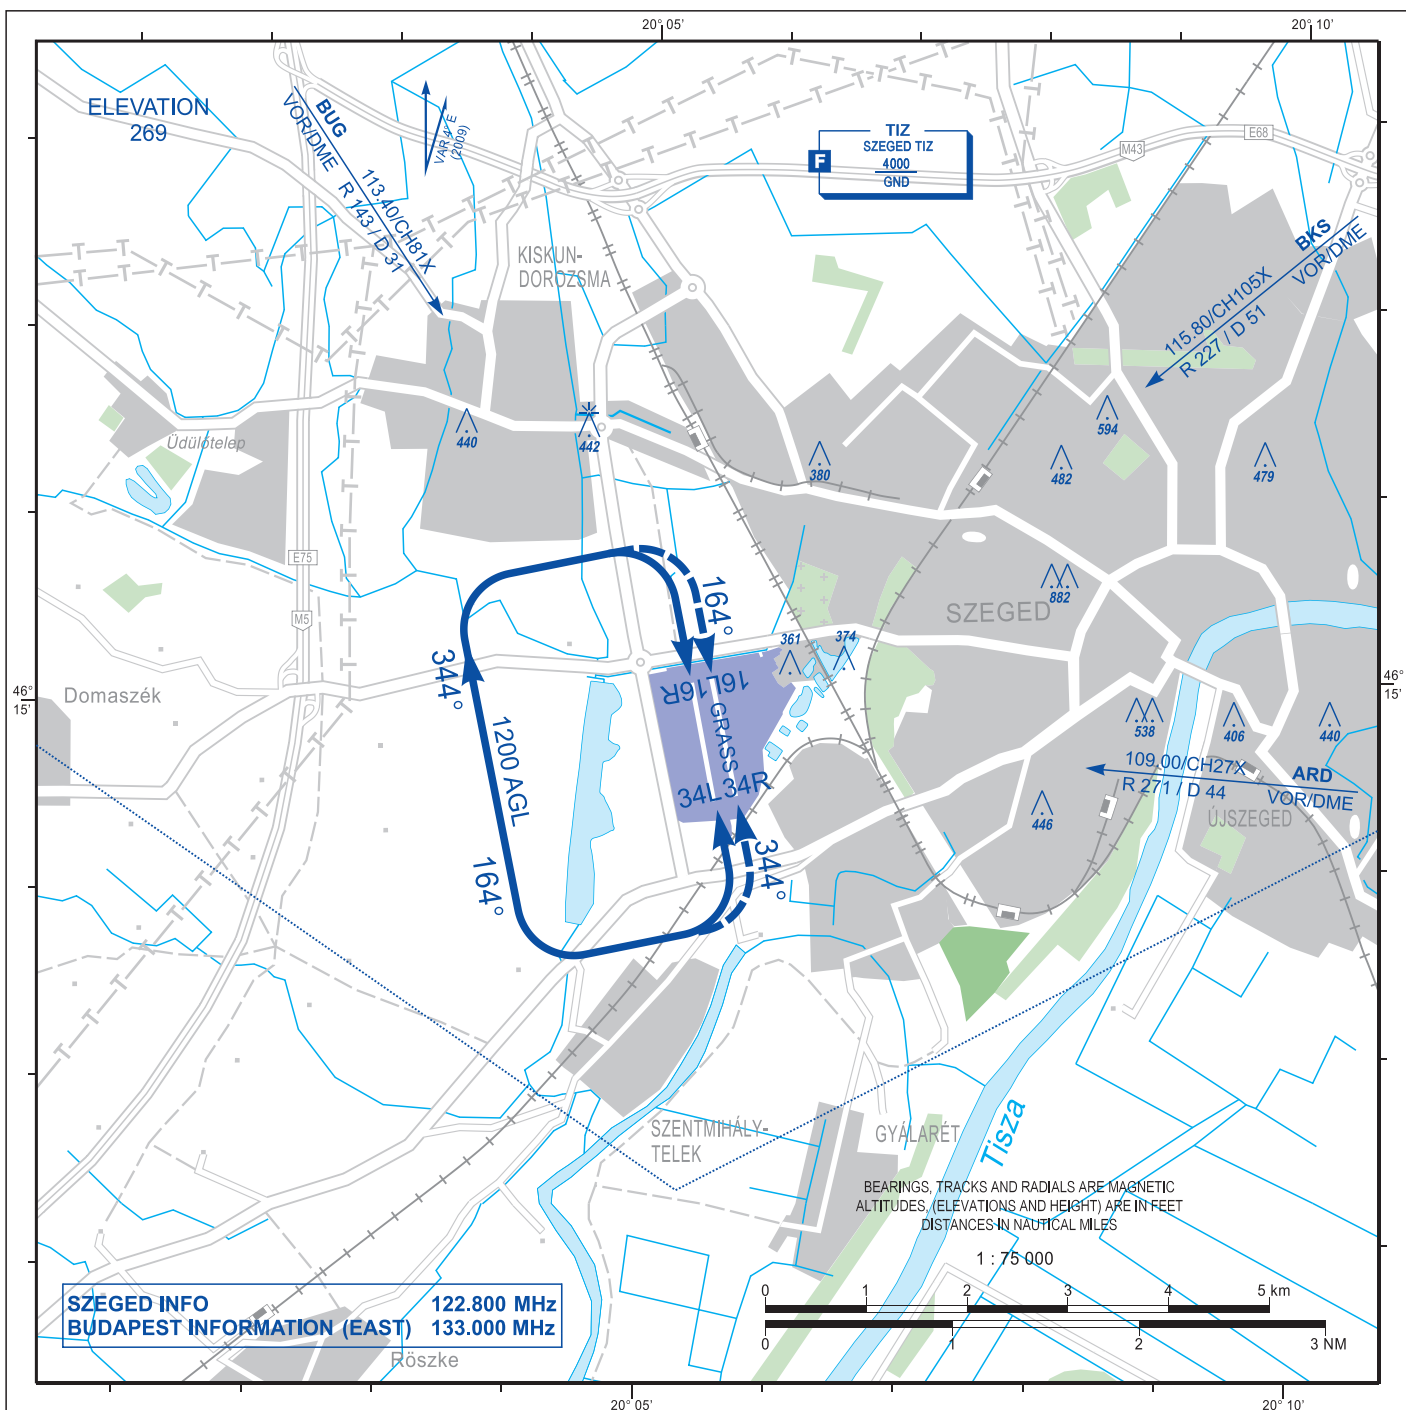 20° 05'
20° 10'
ELEVATION
269
BUG
VOR/DME
113.40/CH81X
R 143 / D 31
VAR 4° E
(2009)
TIZ
SZEGED TIZ
4000
GND
F
E68
M43
KISKUN-
DOROZSMA
BKS
VOR/DME
115.80/CH105X
R 227 / D 51
Üdülőtelep
440
442
380
594
482
479
E75
M5
882
SZEGED
164°
344°
361
374
16L
16R
GRASS
34L
34R
1200 AGL
164°
344°
46°
15'
46°
15'
Domaszék
538
406
440
446
109.00/CH27X
R 271 / D 44
ARD
VOR/DME
ÚJSZEGED
SZENTMIHÁLY-
TELEK
GYÁLARÉT
Tisza
BEARINGS, TRACKS AND RADIALS ARE MAGNETIC
ALTITUDES, (ELEVATIONS AND HEIGHT) ARE IN FEET
DISTANCES IN NAUTICAL MILES
1 : 75 000
0 1 2 3 4 5 km
0 1 2 3 NM
SZEGED INFO 122.800 MHz
BUDAPEST INFORMATION (EAST) 133.000 MHz
Röszke
20° 05'
20° 10'